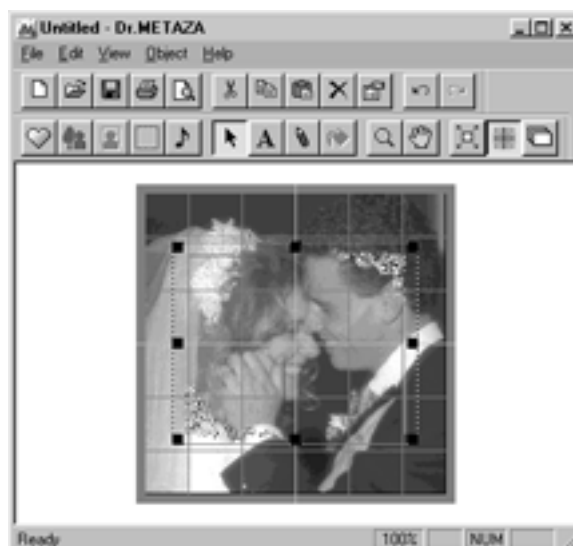 Untitled - Dr.METAZA
File Edit View Object Help
A
Ready 100% NUM